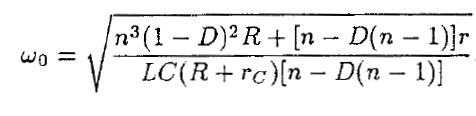 ω₀ = √(n³(1 − D)²R + [n − D(n − 1)]r / LC(R + r_C)[n − D(n − 1)])